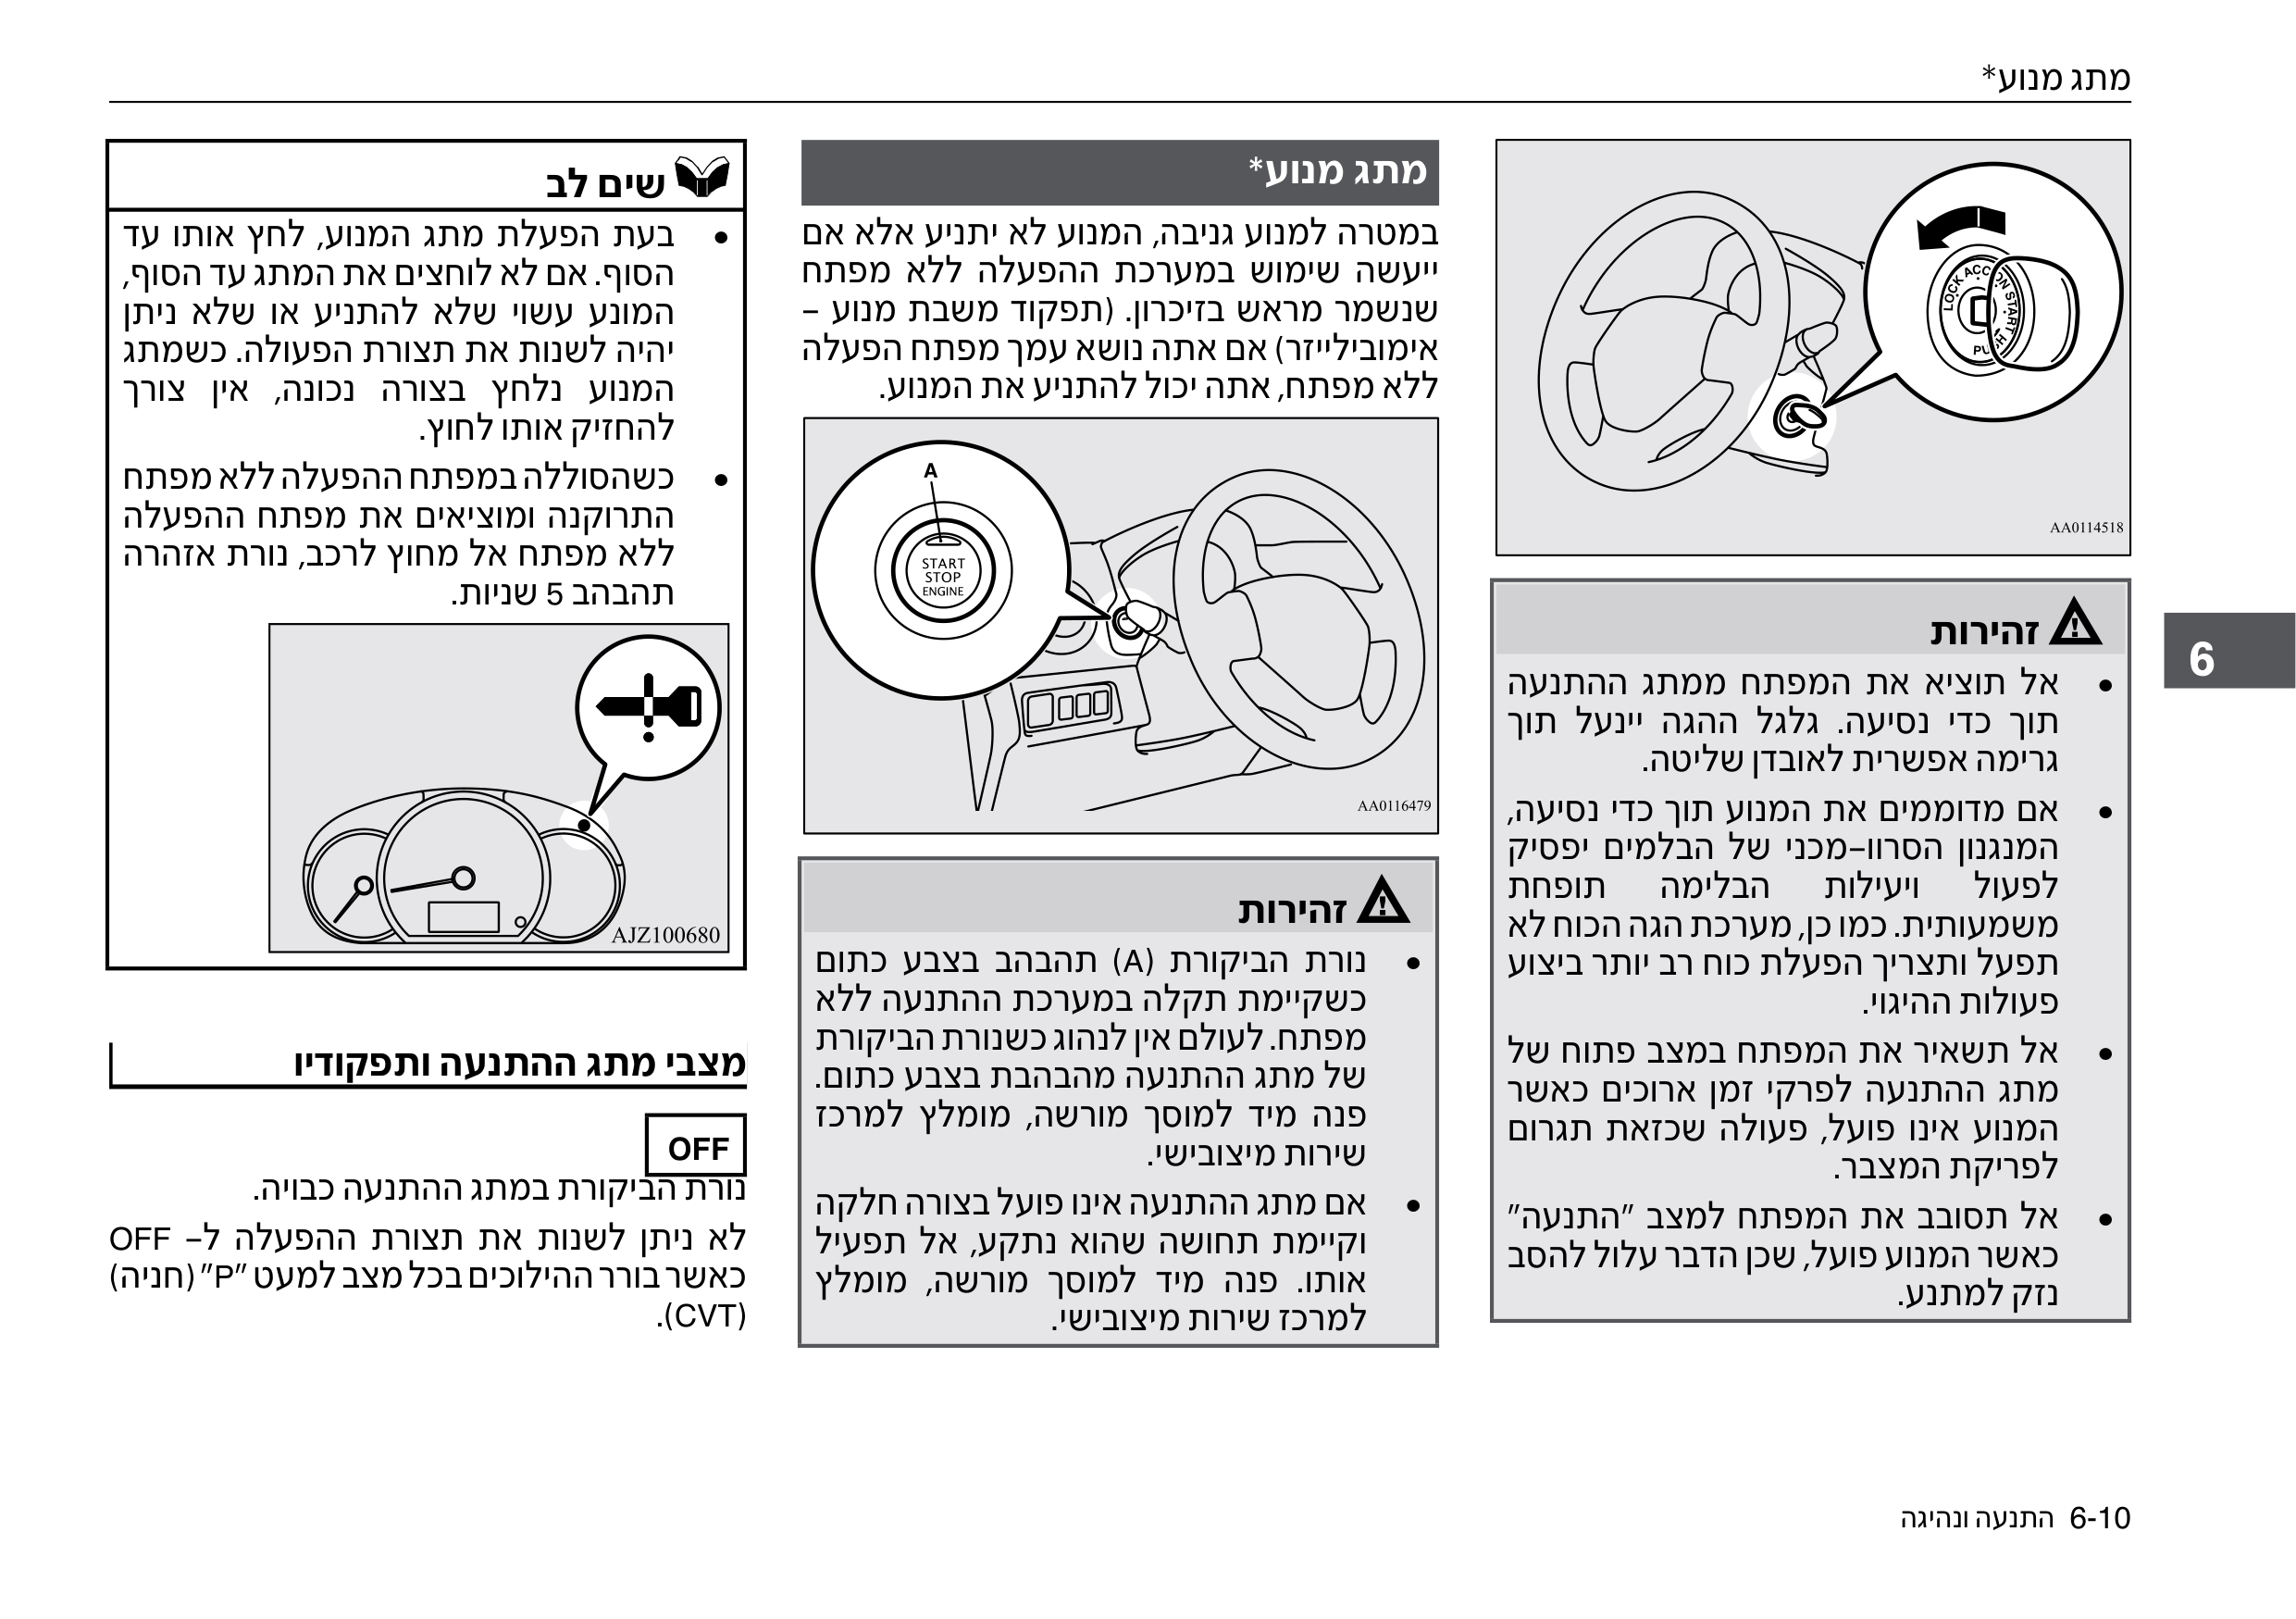 מתג מנוע*
LOCK ACC ON START
PUSH
AA0114518
זהירות
• אל תוציא את המפתח ממתג ההתנעה
תוך כדי נסיעה. גלגל ההגה יינעל תוך
גרימה אפשרית לאובדן שליטה.
• אם מדוממים את המנוע תוך כדי נסיעה,
המנגנון הסרוו–מכני של הבלמים יפסיק
לפעול ויעילות הבלימה תופחת
משמעותית. כמו כן, מערכת הגה הכוח לא
תפעל ותצריך הפעלת כוח רב יותר ביצוע
פעולות ההיגוי.
• אל תשאיר את המפתח במצב פתוח של
מתג ההתנעה לפרקי זמן ארוכים כאשר
המנוע אינו פועל, פעולה שכזאת תגרום
לפריקת המצבר.
• אל תסובב את המפתח למצב "התנעה"
כאשר המנוע פועל, שכן הדבר עלול להסב
נזק למתנע.
6
מתג מנוע*
במטרה למנוע גניבה, המנוע לא יתניע אלא אם
ייעשה שימוש במערכת ההפעלה ללא מפתח
שנשמר מראש בזיכרון. (תפקוד משבת מנוע –
אימובילייזר) אם אתה נושא עמך מפתח הפעלה
ללא מפתח, אתה יכול להתניע את המנוע.
A
START
STOP
ENGINE
AA0116479
זהירות
• נורת הביקורת (A) תהבהב בצבע כתום
כשקיימת תקלה במערכת ההתנעה ללא
מפתח. לעולם אין לנהוג כשנורת הביקורת
של מתג ההתנעה מהבהבת בצבע כתום.
פנה מיד למוסך מורשה, מומלץ למרכז
שירות מיצובישי.
• אם מתג ההתנעה אינו פועל בצורה חלקה
וקיימת תחושה שהוא נתקע, אל תפעיל
אותו. פנה מיד למוסך מורשה, מומלץ
למרכז שירות מיצובישי.
שים לב
• בעת הפעלת מתג המנוע, לחץ אותו עד
הסוף. אם לא לוחצים את המתג עד הסוף,
המונע עשוי שלא להתניע או שלא ניתן
יהיה לשנות את תצורת הפעולה. כשמתג
המנוע נלחץ בצורה נכונה, אין צורך
להחזיק אותו לחוץ.
• כשהסוללה במפתח ההפעלה ללא מפתח
התרוקנה ומוציאים את מפתח ההפעלה
ללא מפתח אל מחוץ לרכב, נורת אזהרה
תהבהב 5 שניות.
AJZ100680
מצבי מתג ההתנעה ותפקודיו
OFF
נורת הביקורת במתג ההתנעה כבויה.
לא ניתן לשנות את תצורת ההפעלה ל– OFF
כאשר בורר ההילוכים בכל מצב למעט "P" (חניה)
(CVT).
6-10 התנעה ונהיגה